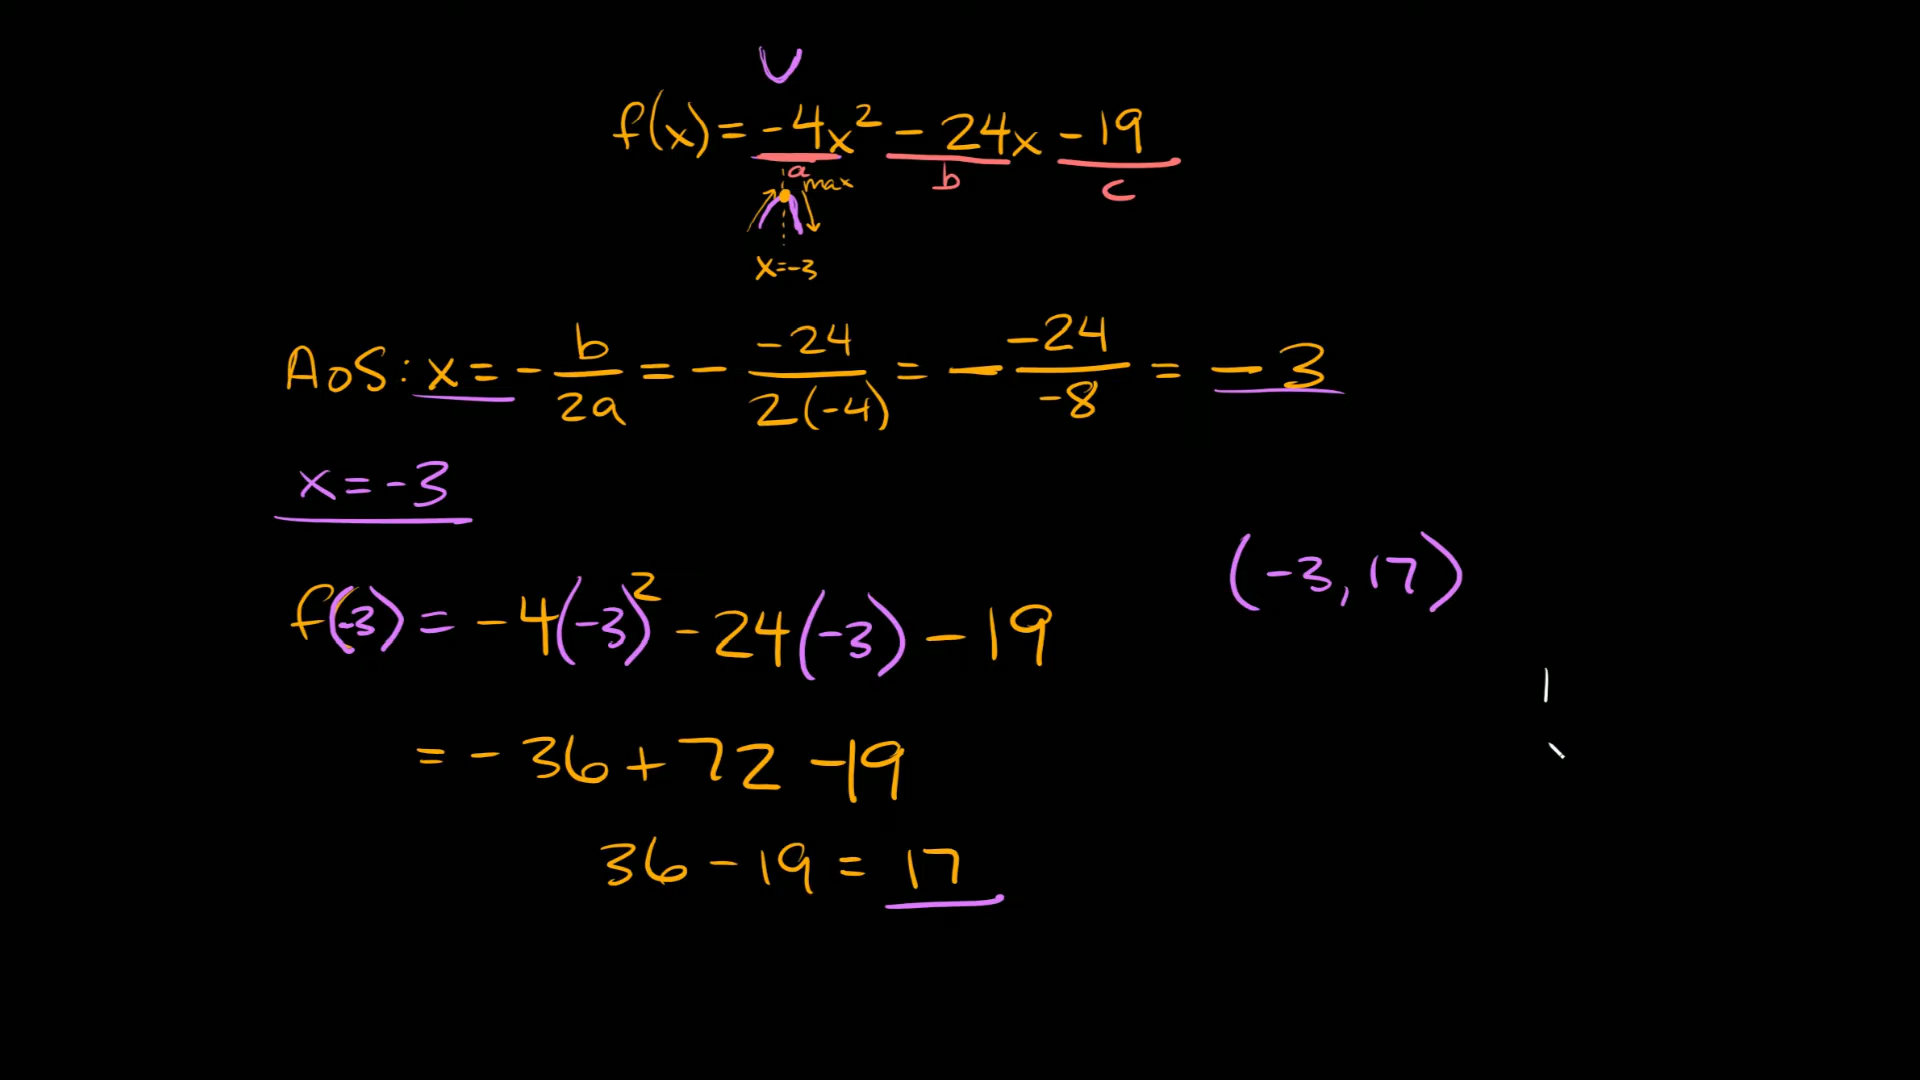 f(x) = -4x² - 24x - 19
a b c
max
x=-3
AoS: x = - b/2a = - -24/2(-4) = - -24/-8 = -3
x = -3
(-3, 17)
f(-3) = -4(-3)² - 24(-3) - 19
= -36 + 72 - 19
36 - 19 = 17